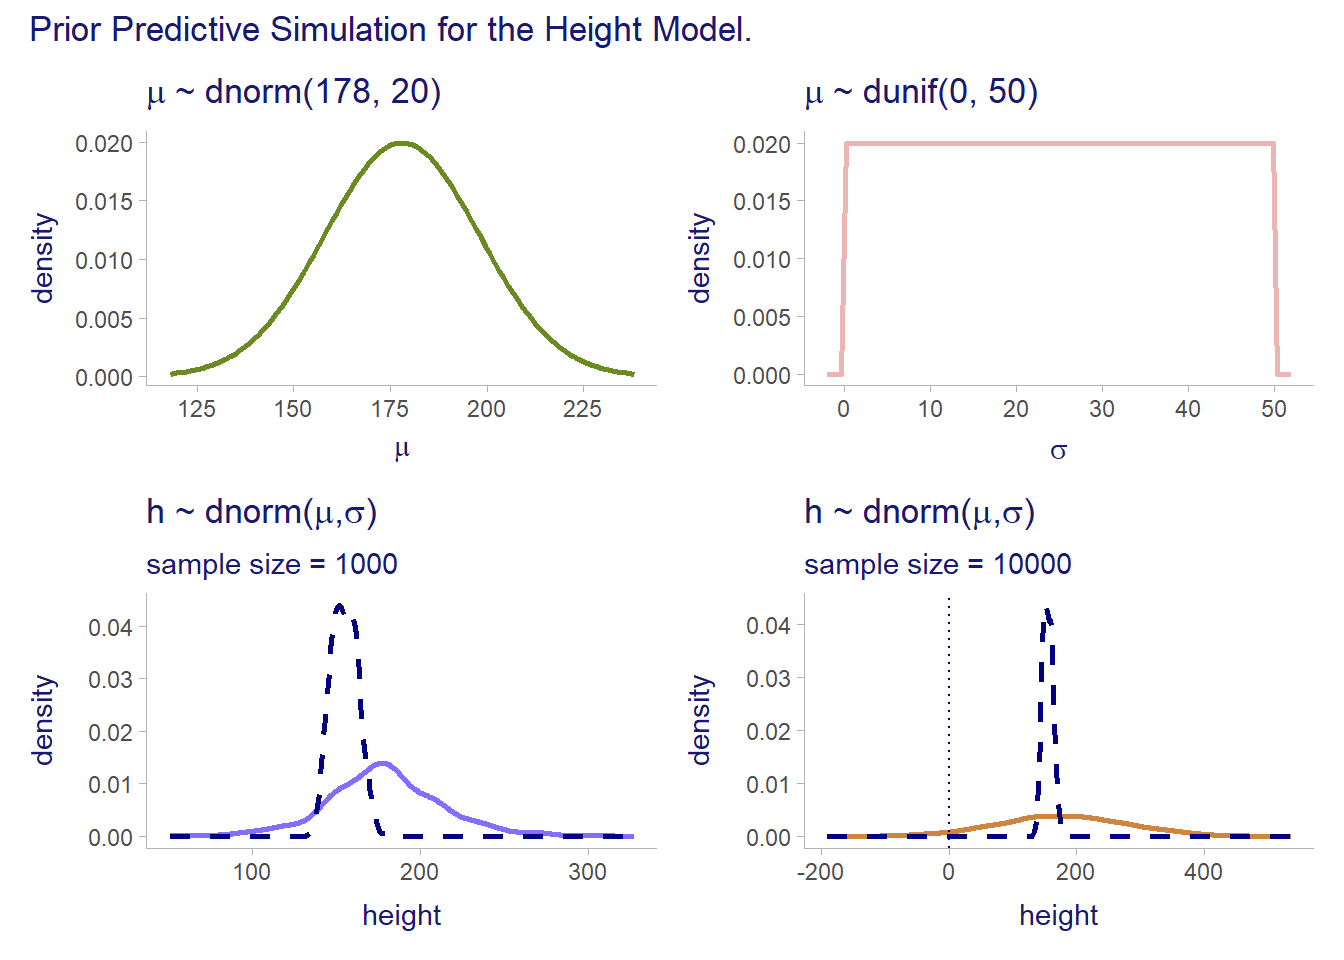 Prior Predictive Simulation for the Height Model.
μ ~ dnorm(178, 20)
0.020
0.015
0.010
0.005
0.000
density
125 150 175 200 225
μ
μ ~ dunif(0, 50)
0.020
0.015
0.010
0.005
0.000
density
0 10 20 30 40 50
σ
h ~ dnorm(μ,σ)
sample size = 1000
0.04
0.03
0.02
0.01
0.00
density
100 200 300
height
h ~ dnorm(μ,σ)
sample size = 10000
0.04
0.03
0.02
0.01
0.00
density
-200 0 200 400
height